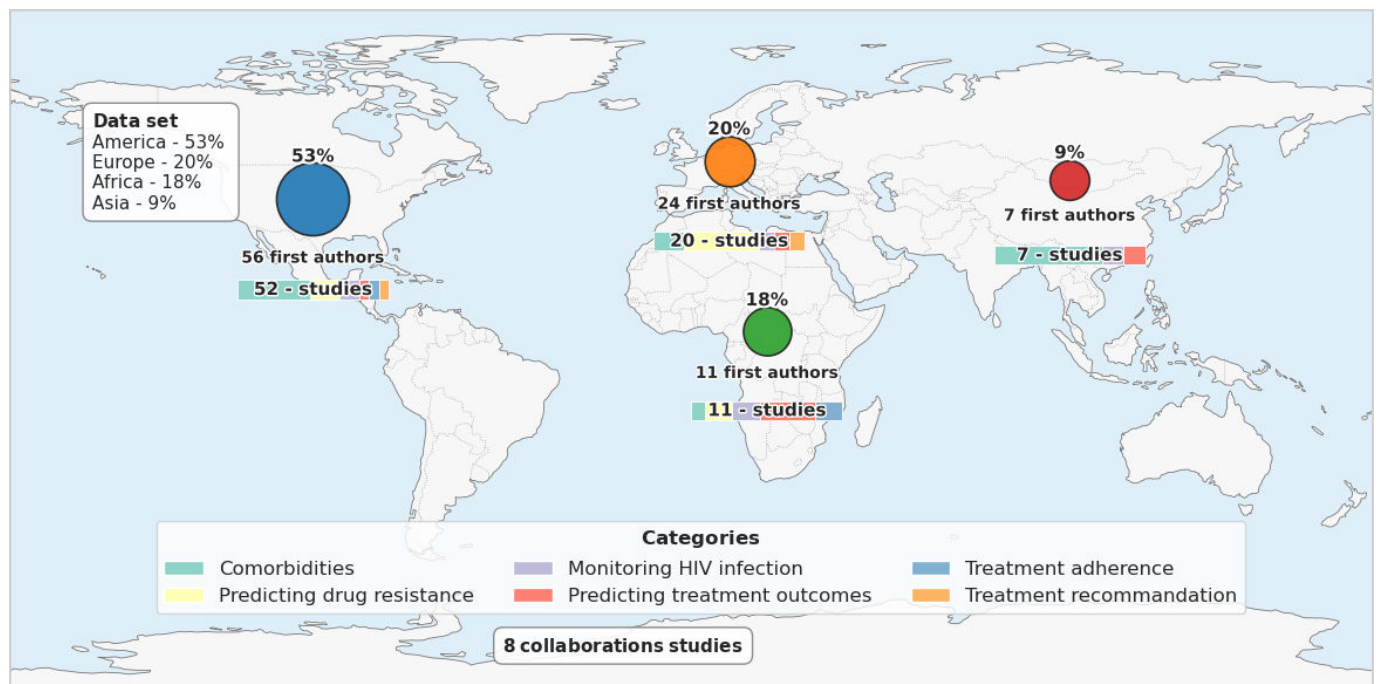 Data set
America - 53%
Europe - 20%
Africa - 18%
Asia - 9%
53%
56 first authors
52 - studies
20%
24 first authors
20 - studies
9%
7 first authors
7 - studies
18%
11 first authors
11 - studies
Categories
Comorbidities
Monitoring HIV infection
Treatment adherence
Predicting drug resistance
Predicting treatment outcomes
Treatment recommandation
8 collaborations studies